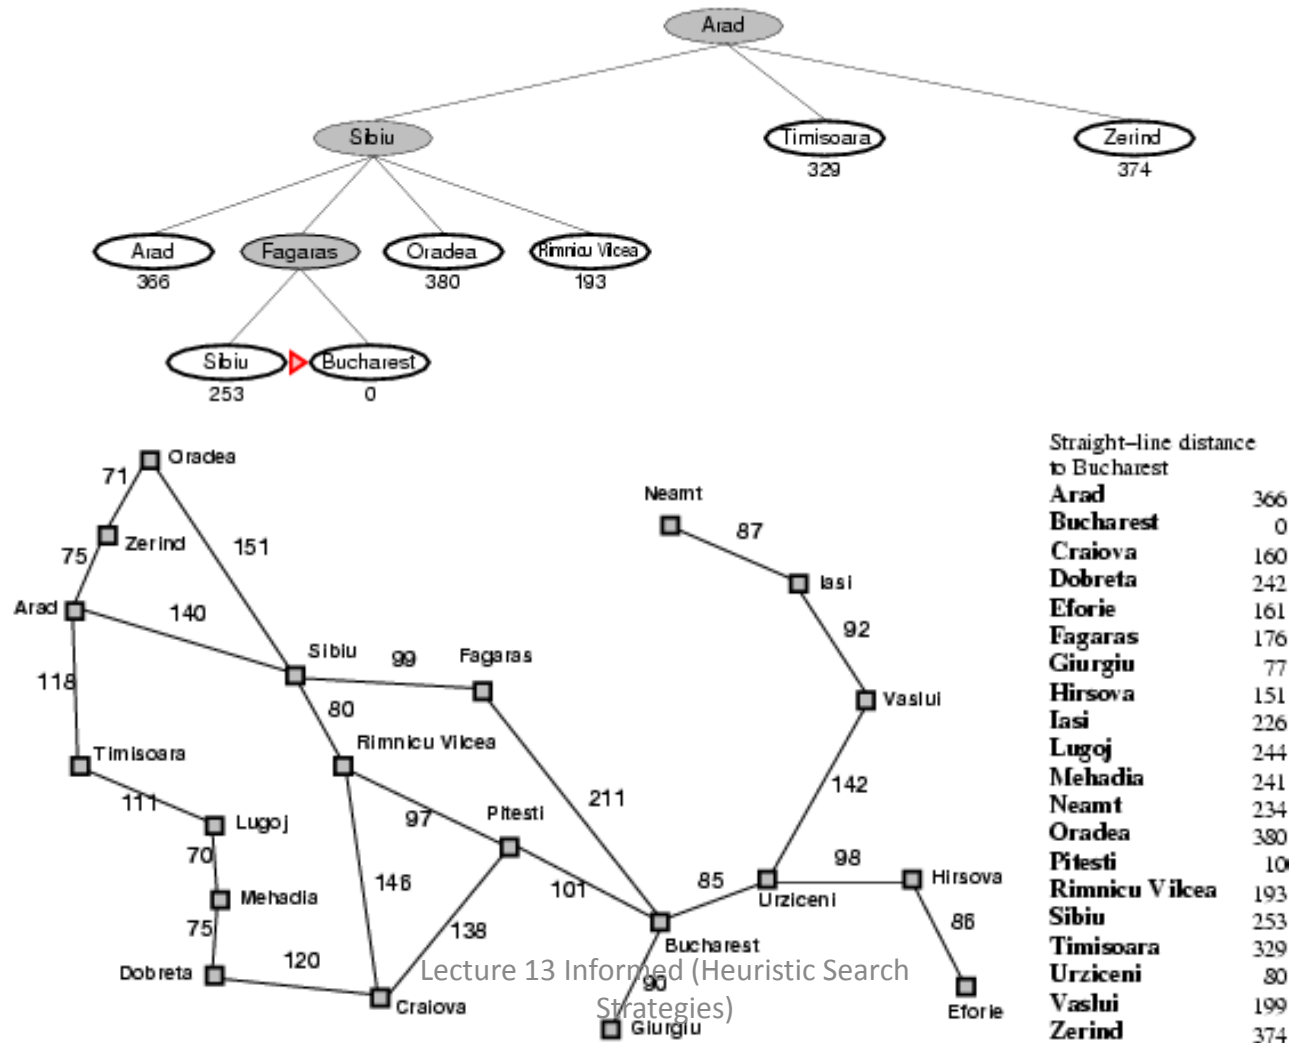 Arad
Sibiu
Timisoara
Zerind
329
374
Arad
Fagaras
Oradea
Rimnicu Vilcea
366
380
193
Sibiu
Bucharest
253
0
Oradea
71
Neamt
87
Zerind
151
75
Iasi
Arad
140
92
Sibiu
99
Fagaras
118
80
Vaslui
Timisoara
Rimnicu Vilcea
111
142
211
Lugoj
97
Pitesti
70
98
146
85
Hirsova
Mehadia
101
Urziceni
75
138
86
Bucharest
120
Dobreta
90
Craiova
Giurgiu
Eforie
Lecture 13 Informed (Heuristic Search
Strategies)
Straight-line distance
to Bucharest
Arad 366
Bucharest 0
Craiova 160
Dobreta 242
Eforie 161
Fagaras 176
Giurgiu 77
Hirsova 151
Iasi 226
Lugoj 244
Mehadia 241
Neamt 234
Oradea 380
Pitesti 10
Rimnicu Vilcea 193
Sibiu 253
Timisoara 329
Urziceni 80
Vaslui 199
Zerind 374